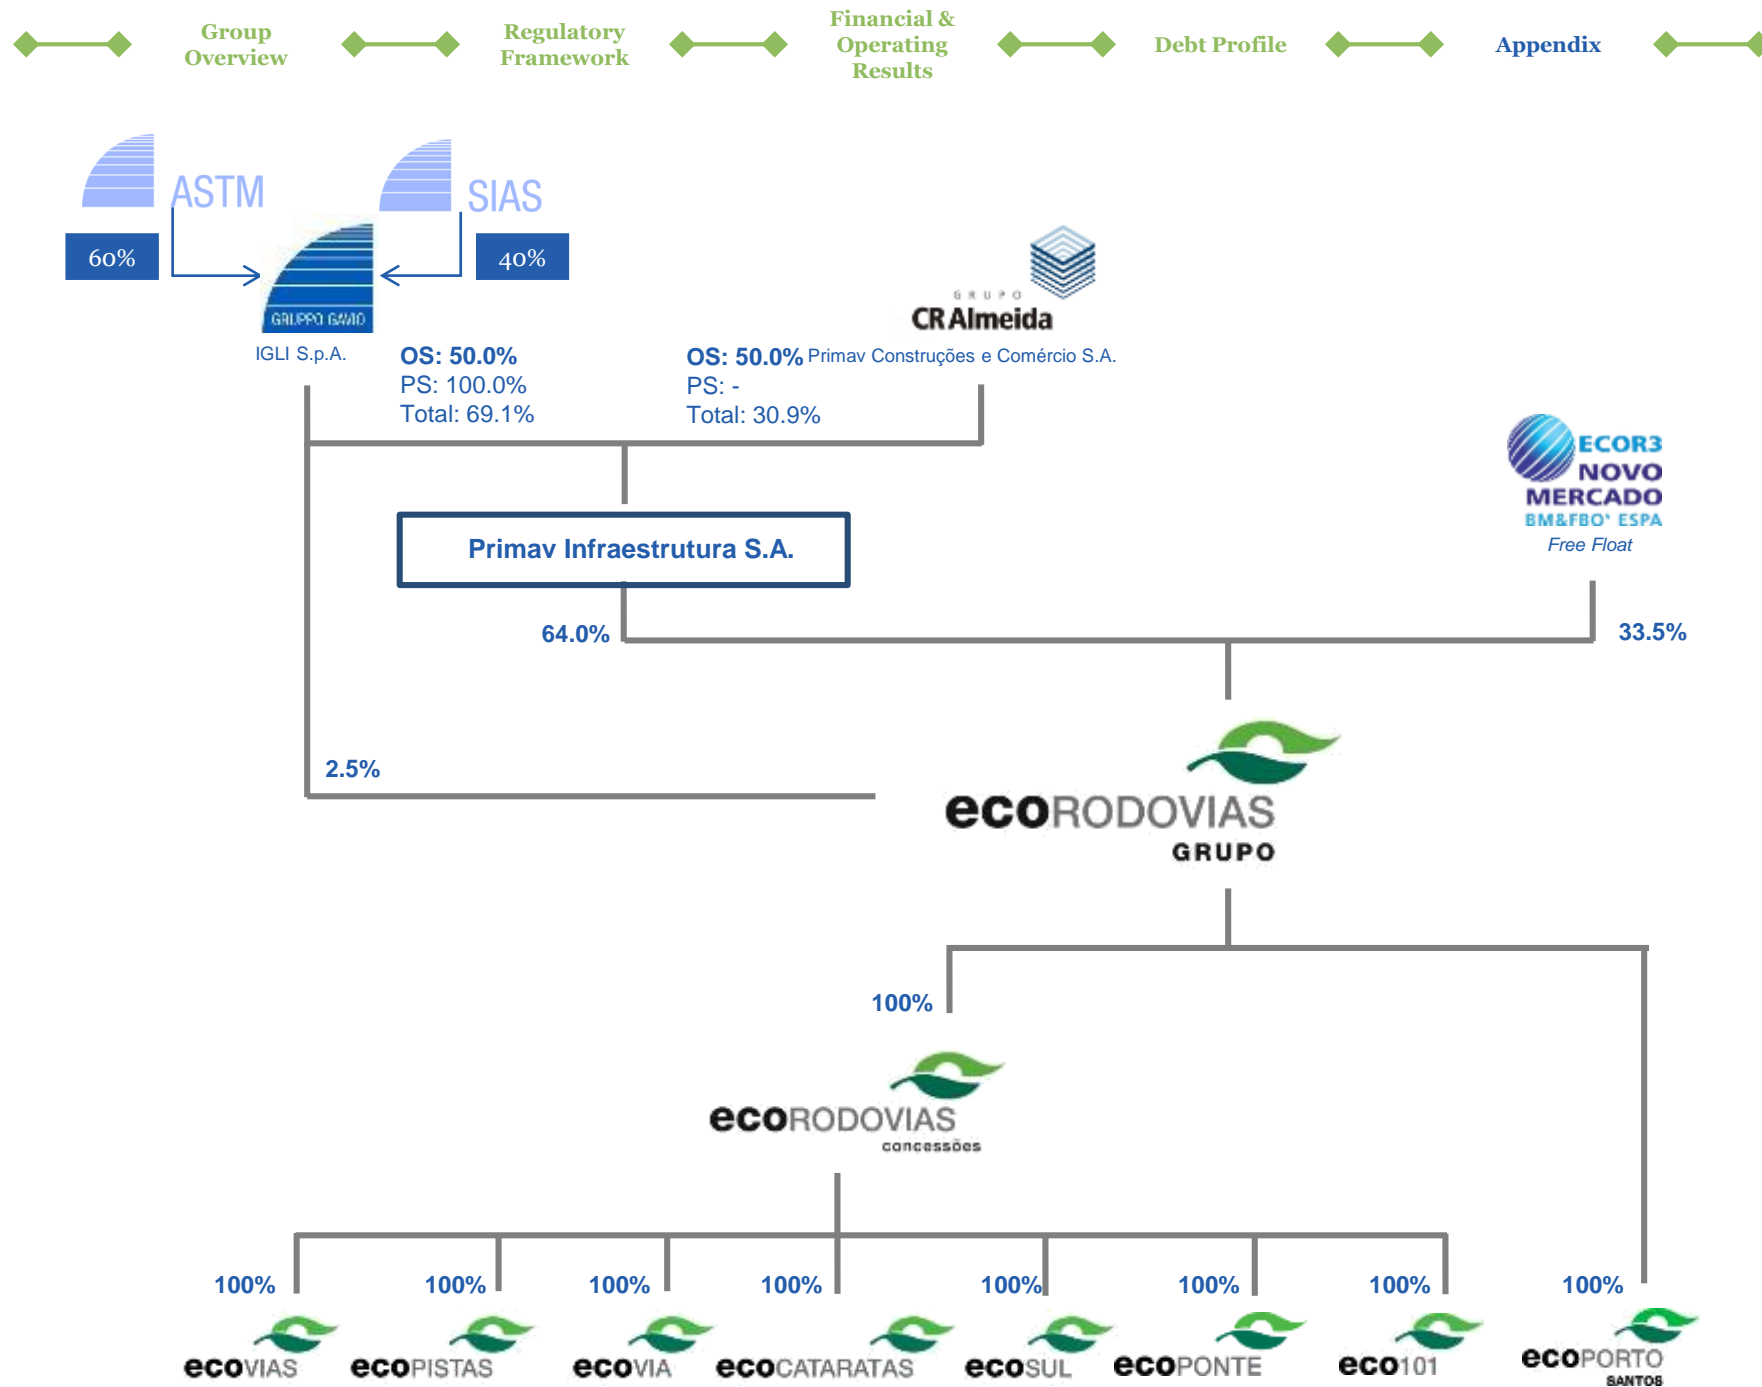 Group
Overview
Regulatory
Framework
Financial &
Operating
Results
Debt Profile
Appendix
ASTM
SIAS
60%
40%
GRUPPO GAVIO
IGLI S.p.A.
GRUPO
CR Almeida
Primav Construções e Comércio S.A.
OS: 50.0%
PS: 100.0%
Total: 69.1%
OS: 50.0%
PS: -
Total: 30.9%
ECOR3
NOVO
MERCADO
BM&FBO' ESPA
Free Float
Primav Infraestrutura S.A.
64.0%
33.5%
2.5%
ecoRODOVIAS
GRUPO
100%
ecoRODOVIAS
concessões
100%
100%
100%
100%
100%
100%
100%
100%
ecoVIAS
ecoPISTAS
ecoVIA
ecoCATARATAS
ecoSUL
ecoPONTE
eco101
ecoPORTO
SANTOS